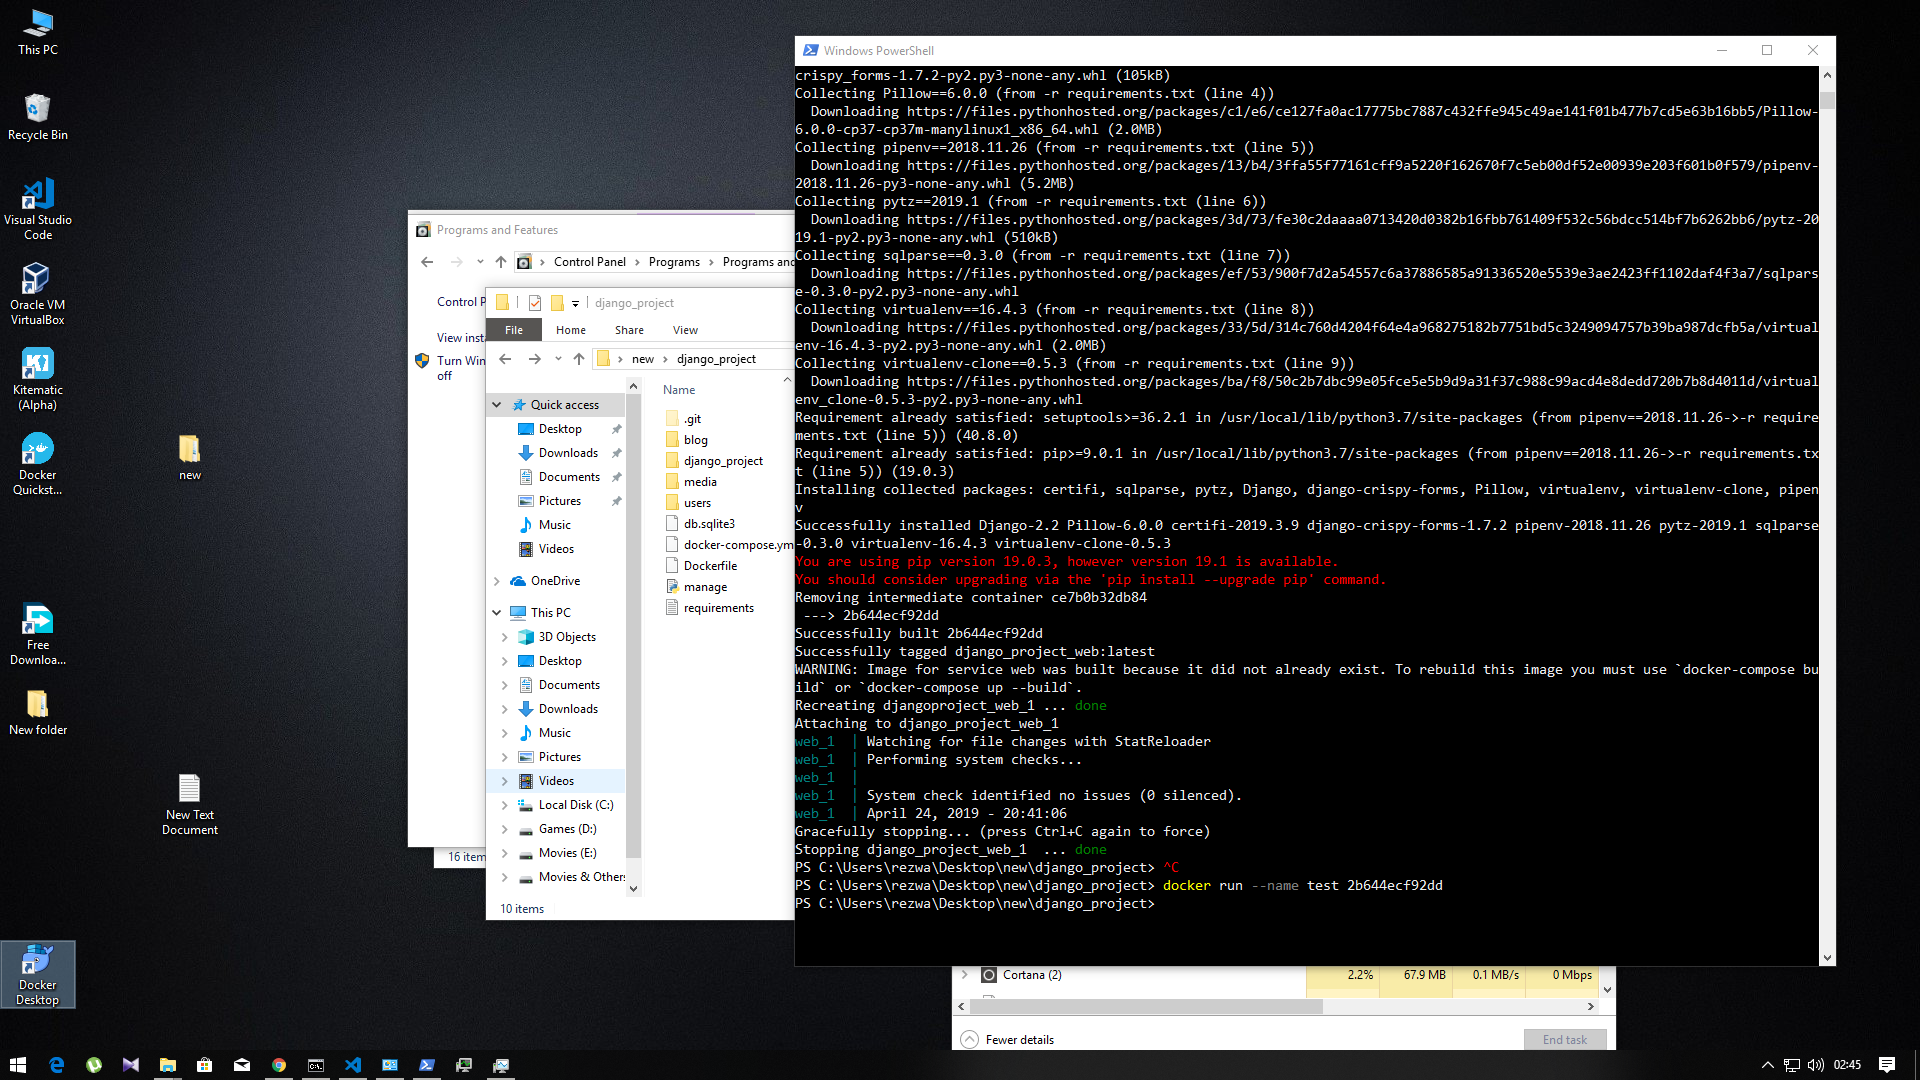 This PC
Recycle Bin
Visual Studio
Code
Oracle VM
VirtualBox
Kitematic
(Alpha)
Docker
Quickst...
Free
Downloa...
New folder
Docker
Desktop
new
New Text
Document
Programs and Features
Control Panel
Programs
Programs and
Control P
View insta
Turn Win
off
16 item
django_project
File
Home
Share
View
new
django_project
Quick access
Desktop
Downloads
Documents
Pictures
Music
Videos
OneDrive
This PC
3D Objects
Desktop
Documents
Downloads
Music
Pictures
Videos
Local Disk (C:)
Games (D:)
Movies (E:)
Movies & Others
10 items
Name
.git
blog
django_project
media
users
db.sqlite3
docker-compose.ym
Dockerfile
manage
requirements
Windows PowerShell
crispy_forms-1.7.2-py2.py3-none-any.whl (105kB)
Collecting Pillow==6.0.0 (from -r requirements.txt (line 4))
Downloading https://files.pythonhosted.org/packages/c1/e6/ce127fa0ac17775bc7887c432ffe945c49ae141f01b477b7cd5e63b16bb5/Pillow-
6.0.0-cp37-cp37m-manylinux1_x86_64.whl (2.0MB)
Collecting pipenv==2018.11.26 (from -r requirements.txt (line 5))
Downloading https://files.pythonhosted.org/packages/13/b4/3ffa55f77161cff9a5220f162670f7c5eb00df52e00939e203f601b0f579/pipenv-
2018.11.26-py3-none-any.whl (5.2MB)
Collecting pytz==2019.1 (from -r requirements.txt (line 6))
Downloading https://files.pythonhosted.org/packages/3d/73/fe30c2daaaa0713420d0382b16fbb761409f532c56bdcc514bf7b6262bb6/pytz-20
19.1-py2.py3-none-any.whl (510kB)
Collecting sqlparse==0.3.0 (from -r requirements.txt (line 7))
Downloading https://files.pythonhosted.org/packages/ef/53/900f7d2a54557c6a37886585a91336520e5539e3ae2423ff1102daf4f3a7/sqlpars
e-0.3.0-py2.py3-none-any.whl
Collecting virtualenv==16.4.3 (from -r requirements.txt (line 8))
Downloading https://files.pythonhosted.org/packages/33/5d/314c760d4204f64e4a968275182b7751bd5c3249094757b39ba987dcfb5a/virtual
env-16.4.3-py2.py3-none-any.whl (2.0MB)
Collecting virtualenv-clone==0.5.3 (from -r requirements.txt (line 9))
Downloading https://files.pythonhosted.org/packages/ba/f8/50c2b7dbc99e05fce5e5b9d9a31f37c988c99acd4e8dedd720b7b8d4011d/virtual
env_clone-0.5.3-py2.py3-none-any.whl
Requirement already satisfied: setuptools>=36.2.1 in /usr/local/lib/python3.7/site-packages (from pipenv==2018.11.26->-r require
ments.txt (line 5)) (40.8.0)
Requirement already satisfied: pip>=9.0.1 in /usr/local/lib/python3.7/site-packages (from pipenv==2018.11.26->-r requirements.tx
t (line 5)) (19.0.3)
Installing collected packages: certifi, sqlparse, pytz, Django, django-crispy-forms, Pillow, virtualenv, virtualenv-clone, pipen
v
Successfully installed Django-2.2 Pillow-6.0.0 certifi-2019.3.9 django-crispy-forms-1.7.2 pipenv-2018.11.26 pytz-2019.1 sqlparse
-0.3.0 virtualenv-16.4.3 virtualenv-clone-0.5.3
You are using pip version 19.0.3, however version 19.1 is available.
You should consider upgrading via the 'pip install --upgrade pip' command.
Removing intermediate container ce7b0b32db84
---> 2b644ecf92dd
Successfully built 2b644ecf92dd
Successfully tagged django_project_web:latest
WARNING: Image for service web was built because it did not already exist. To rebuild this image you must use `docker-compose bu
ild` or `docker-compose up --build`.
Recreating djangoproject_web_1 ... done
Attaching to django_project_web_1
web_1 | Watching for file changes with StatReloader
web_1 | Performing system checks...
web_1 |
web_1 | System check identified no issues (0 silenced).
web_1 | April 24, 2019 - 20:41:06
Gracefully stopping... (press Ctrl+C again to force)
Stopping django_project_web_1 ... done
PS C:\Users\rezwa\Desktop\new\django_project> ^C
PS C:\Users\rezwa\Desktop\new\django_project> docker run --name test 2b644ecf92dd
PS C:\Users\rezwa\Desktop\new\django_project>
Cortana (2)
2.2%
67.9 MB
0.1 MB/s
0 Mbps
Fewer details
End task
02:45